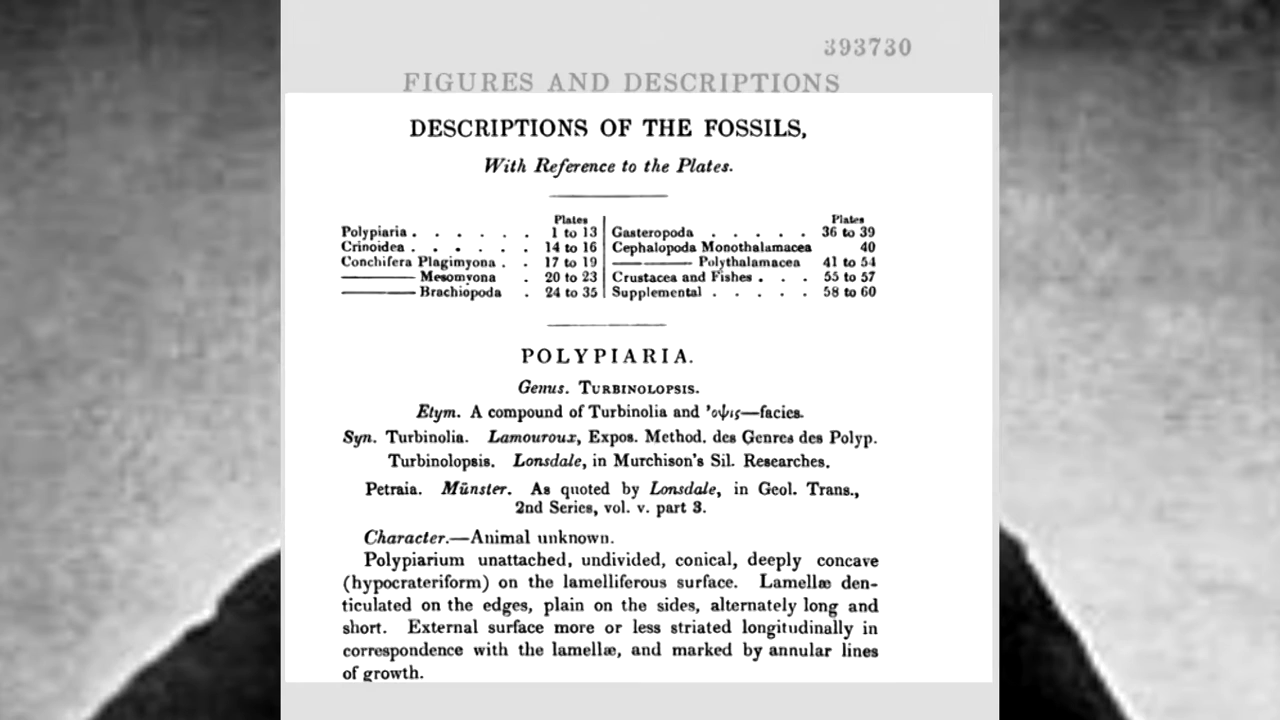 393730
FIGURES AND DESCRIPTIONS
DESCRIPTIONS OF THE FOSSILS,
With Reference to the Plates.
Plates
Polypiaria . . . . . . 1 to 13
Crinoidea . . . . . . 14 to 16
Conchifera Plagimyona . . 17 to 19
——— Mesomyona . 20 to 23
——— Brachiopoda . 24 to 35
Plates
Gasteropoda . . . . . 36 to 39
Cephalopoda Monothalamacea 40
——— Polythalamacea 41 to 54
Crustacea and Fishes . . . 55 to 57
Supplemental . . . . . 58 to 60
POLYPIARIA.
Genus. TURBINOLOPSIS.
Etym. A compound of Turbinolia and ’οψις—facies.
Syn. Turbinolia. Lamouroux, Expos. Method. des Genres des Polyp.
Turbinolopsis. Lonsdale, in Murchison's Sil. Researches.
Petraia. Münster. As quoted by Lonsdale, in Geol. Trans.,
2nd Series, vol. v. part 3.
Character.—Animal unknown.
Polypiarium unattached, undivided, conical, deeply concave
(hypocrateriform) on the lamelliferous surface. Lamellæ den-
ticulated on the edges, plain on the sides, alternately long and
short. External surface more or less striated longitudinally in
correspondence with the lamellæ, and marked by annular lines
of growth.